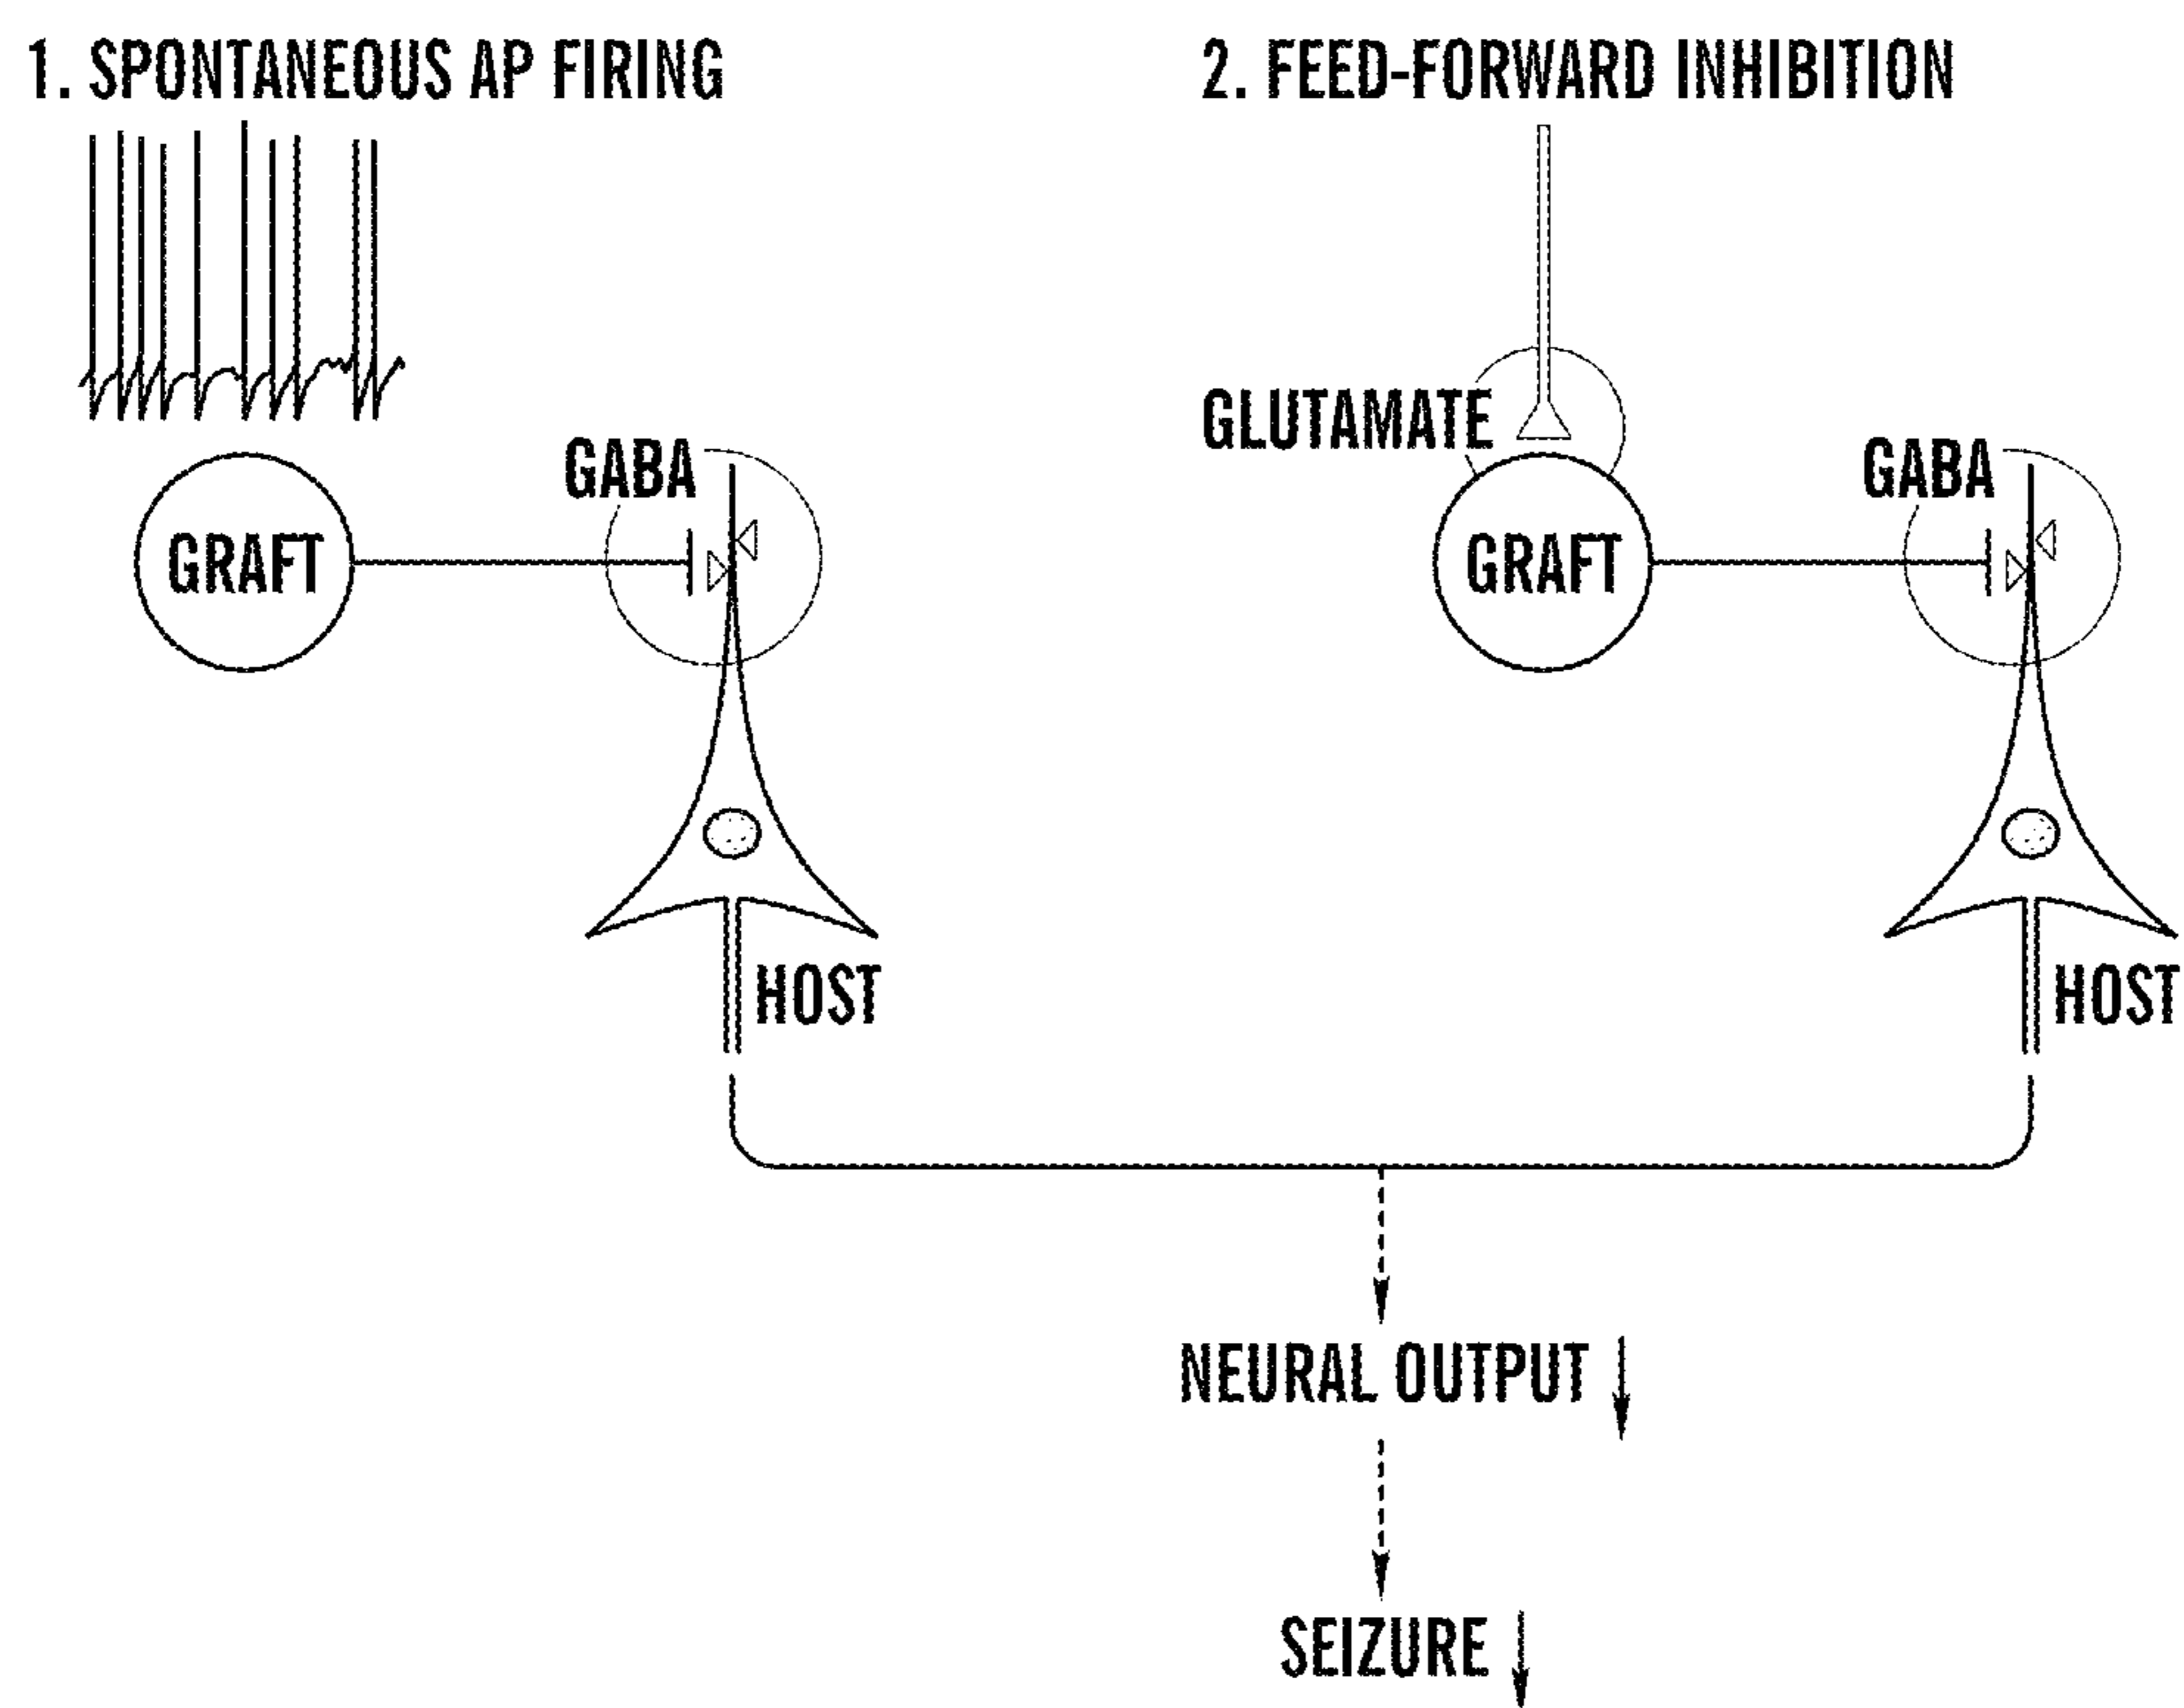 1. SPONTANEOUS AP FIRING
2. FEED-FORWARD INHIBITION
GLUTAMATE
GABA
GABA
GRAFT
GRAFT
HOST
HOST
NEURAL OUTPUT
SEIZURE